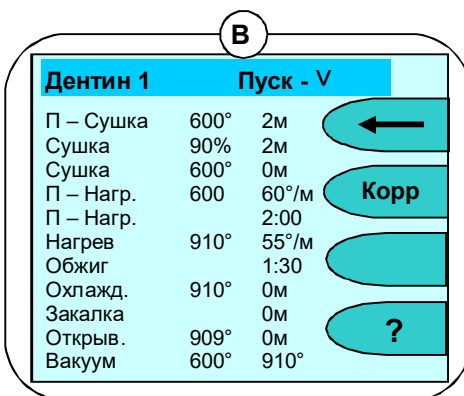 В
Дентин 1 Пуск - V
П – Сушка 600° 2м
Сушка 90% 2м
Сушка 600° 0м
П – Нагр. 600 60°/м
П – Нагр. 2:00
Нагрев 910° 55°/м
Обжиг 1:30
Охлажд. 910° 0м
Закалка 0м
Открыв. 909° 0м
Вакуум 600° 910°
Корр
?